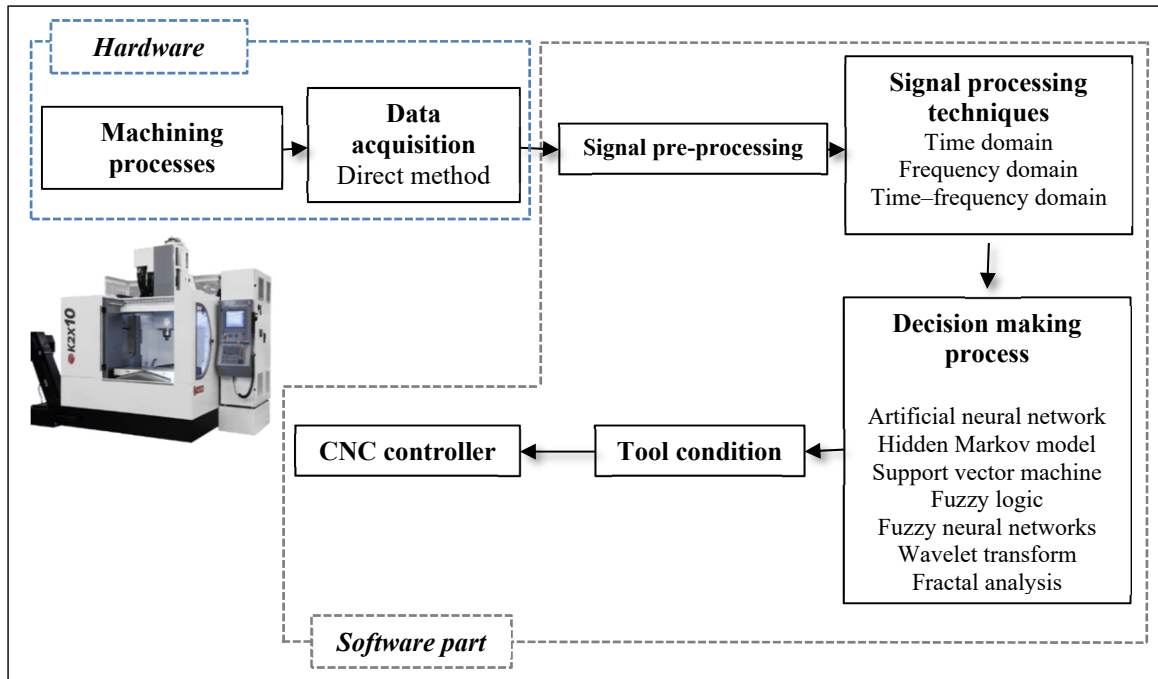 Hardware
Machining
processes
Data
acquisition
Direct method
Signal pre-processing
Signal processing
techniques
Time domain
Frequency domain
Time–frequency domain
K2X10
Decision making
process
Artificial neural network
Hidden Markov model
Support vector machine
Fuzzy logic
Fuzzy neural networks
Wavelet transform
Fractal analysis
Tool condition
CNC controller
Software part